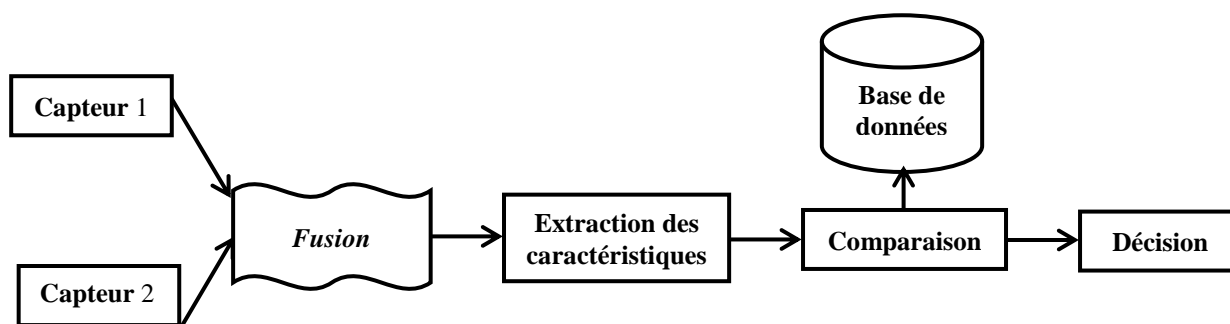 Capteur 1
Capteur 2
Fusion
Extraction des
caractéristiques
Base de
données
Comparaison
Décision